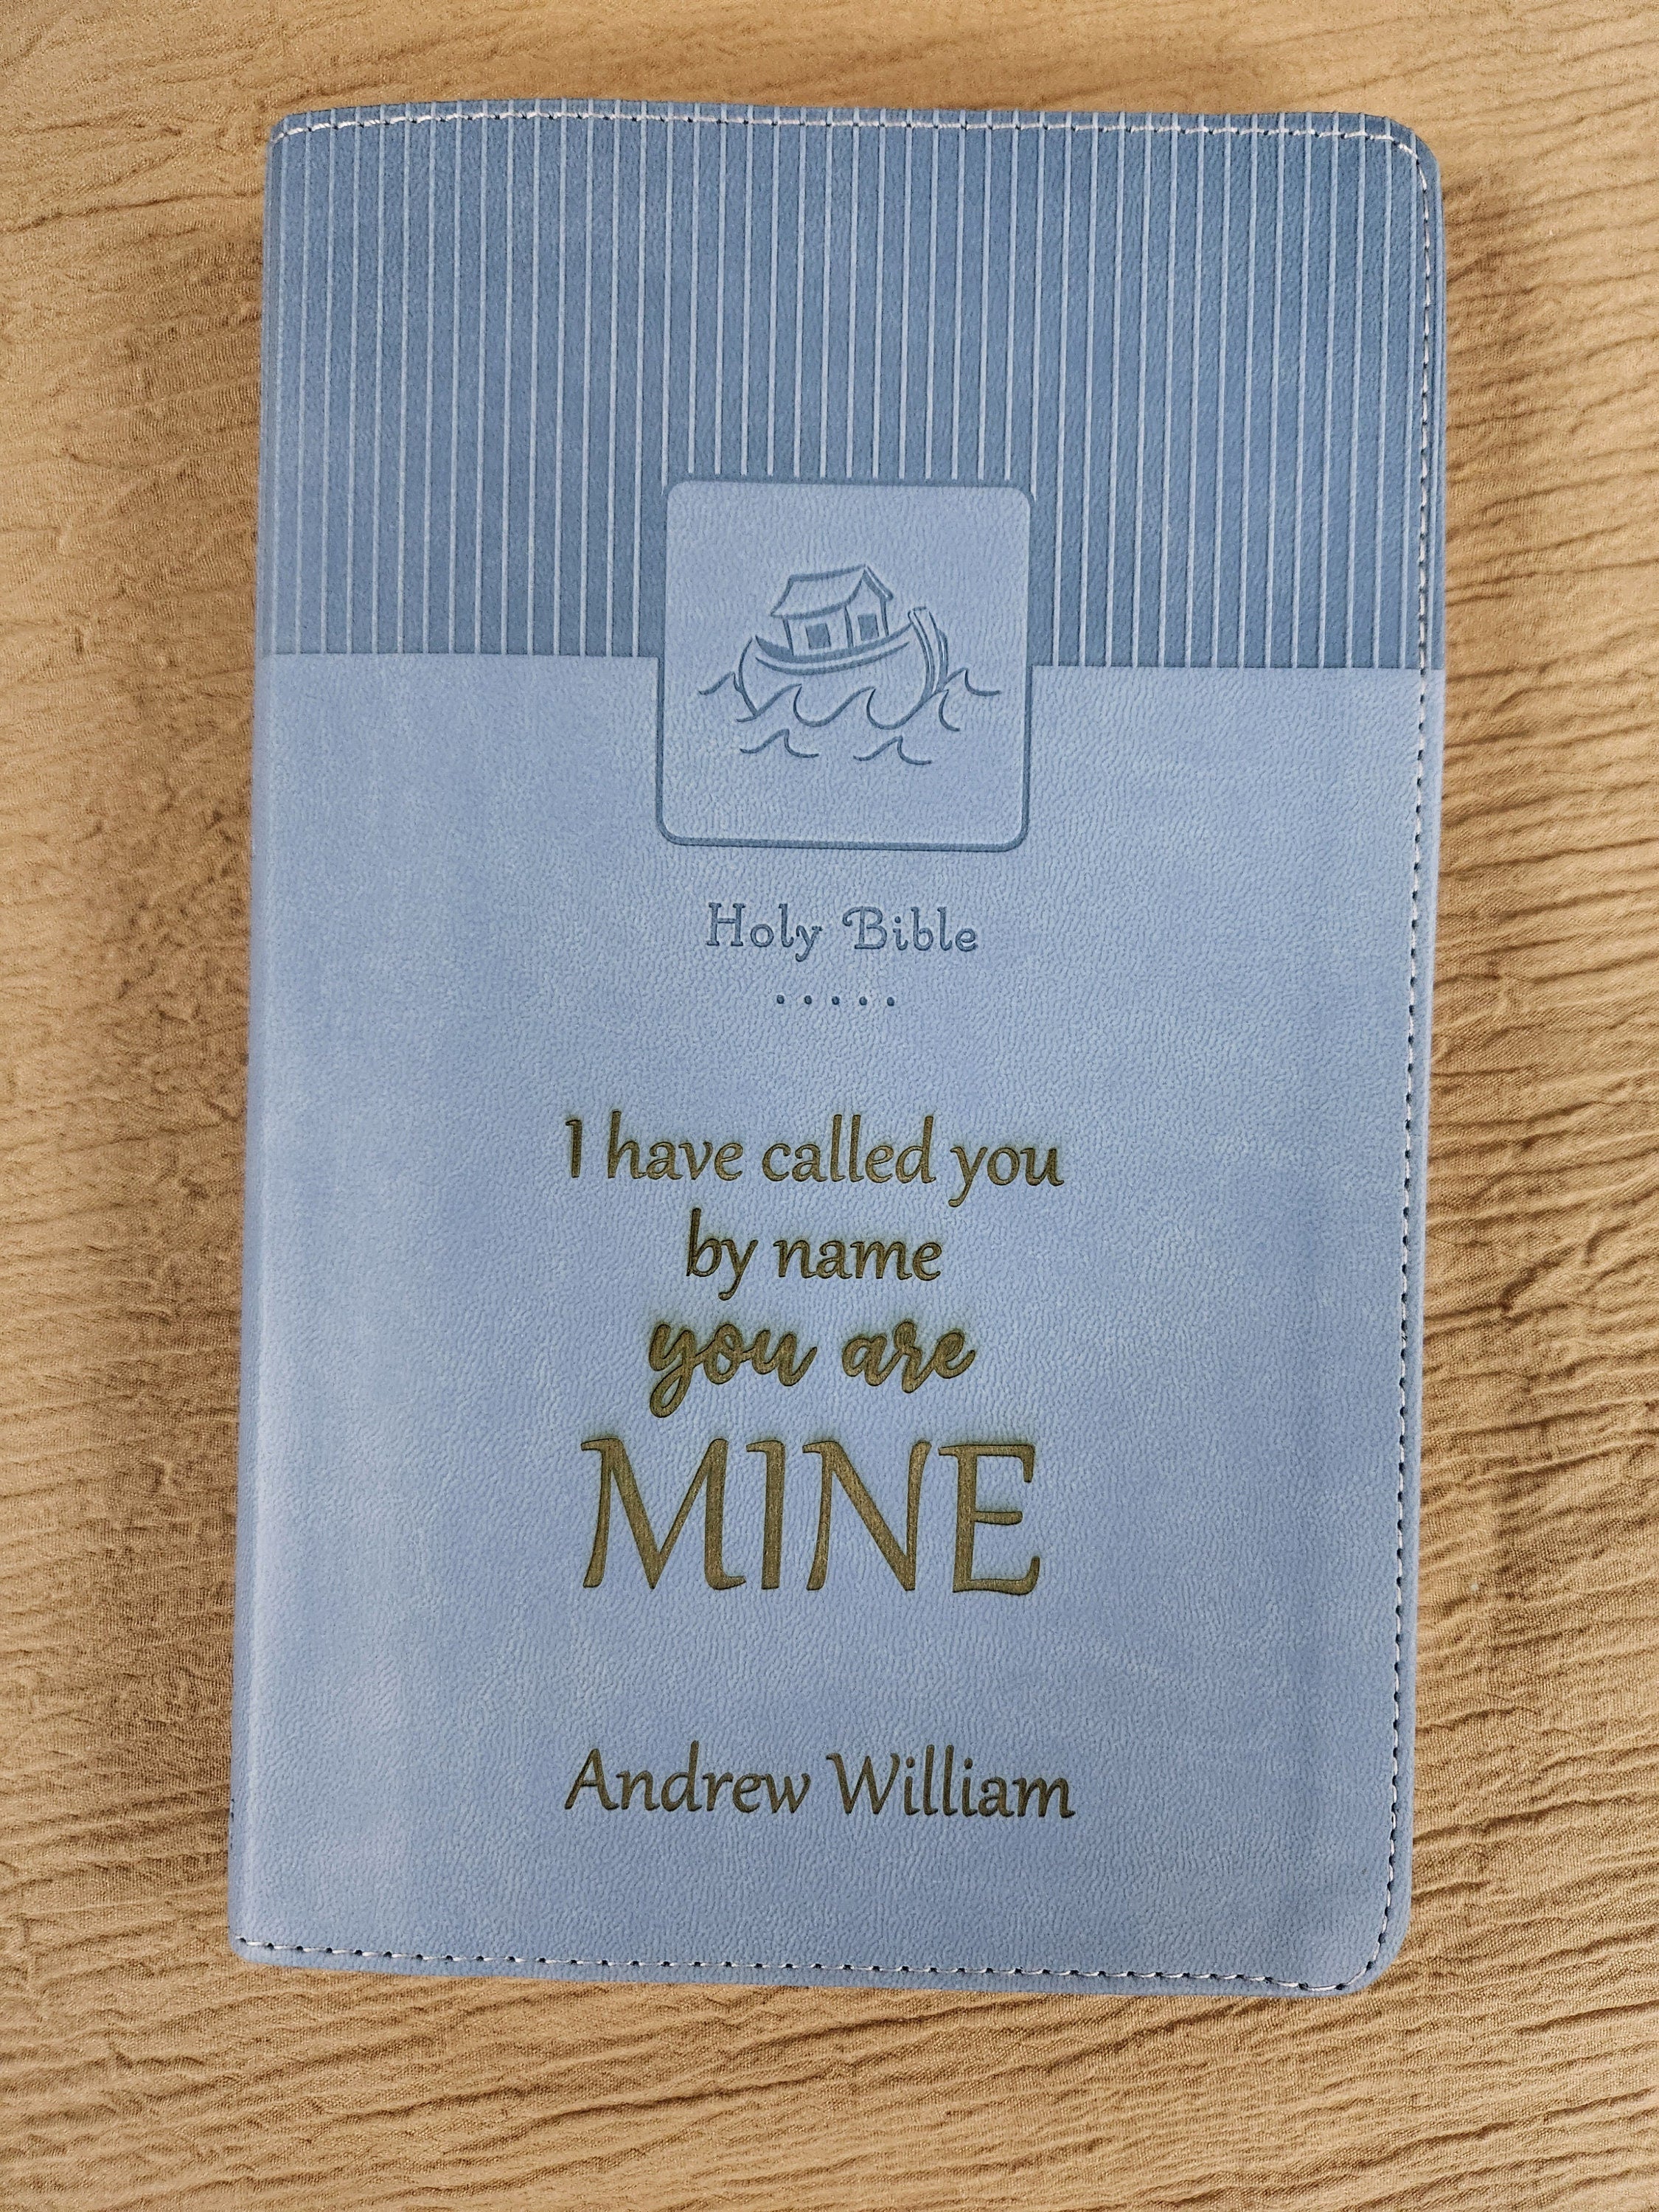 Holy Bible
I have called you
by name
you are
MINE
Andrew William